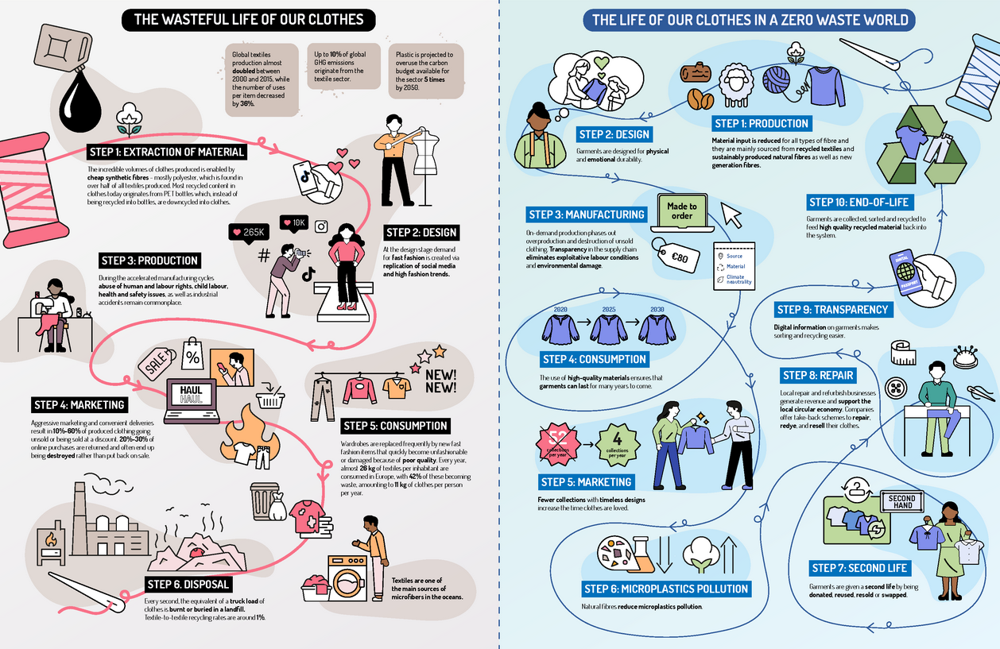 THE WASTEFUL LIFE OF OUR CLOTHES
Global textiles
production almost
doubled between
2000 and 2015, while
the number of uses
per item decreased
by 36%.
Up to 10% of global
GHG emissions
originate from the
textile sector.
Plastic is projected to
overuse the carbon
budget available for
the sector 5 times
by 2050.
STEP 1: EXTRACTION OF MATERIAL
The incredible volumes of clothes produced is enabled by
cheap synthetic fibres – mostly polyester, which is found in
over half of all textiles produced. Most recycled content in
clothes today originates from PET bottles which, instead of
being recycled into bottles, are downcycled into clothes.
265K
10K
#
STEP 2: DESIGN
At the design stage demand
for fast fashion is created via
replication of social media
and high fashion trends.
STEP 3: PRODUCTION
During the accelerated manufacturing cycles
abuse of human and labour rights, child labour,
health and safety issues, as well as industrial
accidents remain commonplace.
SALE
%
HAUL
HAUL
STEP 4: MARKETING
Aggressive marketing and convenient deliveries
result in 10%-60% of produced clothing going
unsold or being sold at a discount. 20%-30% of
online purchases are returned and often end up
being destroyed rather than put back on sale.
NEW!
NEW!
STEP 5: CONSUMPTION
Wardrobes are replaced frequently by new fast
fashion items that quickly become unfashionable
or damaged because of poor quality. Every year,
almost 26 kg of textiles per inhabitant are
consumed in Europe, with 42% of these becoming
waste, amounting to 11 kg of clothes per person
per year.
STEP 6. DISPOSAL
Every second, the equivalent of a truck load of
clothes is burnt or buried in a landfill.
Textile-to-textile recycling rates are around 1%.
Textiles are one of
the main sources of
microfibers in the oceans.
THE LIFE OF OUR CLOTHES IN A ZERO WASTE WORLD
STEP 1: PRODUCTION
Material input is reduced for all types of fibre and
they are mainly sourced from recycled textiles and
sustainably produced natural fibres as well as new
generation fibres.
STEP 2: DESIGN
Garments are designed for physical
and emotional durability.
STEP 3: MANUFACTURING
On-demand production phases out
overproduction and destruction of unsold
clothing. Transparency in the supply chain
eliminates exploitative labour conditions
and environmental damage.
Made to
order
€80
Source
Material
Climate
neautrality
2020
2025
2030
STEP 4: CONSUMPTION
The use of high-quality materials ensures that
garments can last for many years to come.
52
collections
per year
4
collections
per year
STEP 5: MARKETING
Fewer collections with timeless designs
increase the time clothes are loved.
STEP 6: MICROPLASTICS POLLUTION
Natural fibres reduce microplastics pollution.
SECOND
HAND
STEP 7: SECOND LIFE
Garments are given a second life by being
donated, reused, resold or swapped.
STEP 8: REPAIR
Local repair and refurbish businesses
generate revenue and support the
local circular economy. Companies
offer take-back schemes to repair,
redye, and resell their clothes.
DIGITAL
PASSPORT
STEP 9: TRANSPARENCY
Digital information on garments makes
sorting and recycling easier.
STEP 10: END-OF-LIFE
Garments are collected, sorted and recycled to
feed high quality recycled material back into
the system.